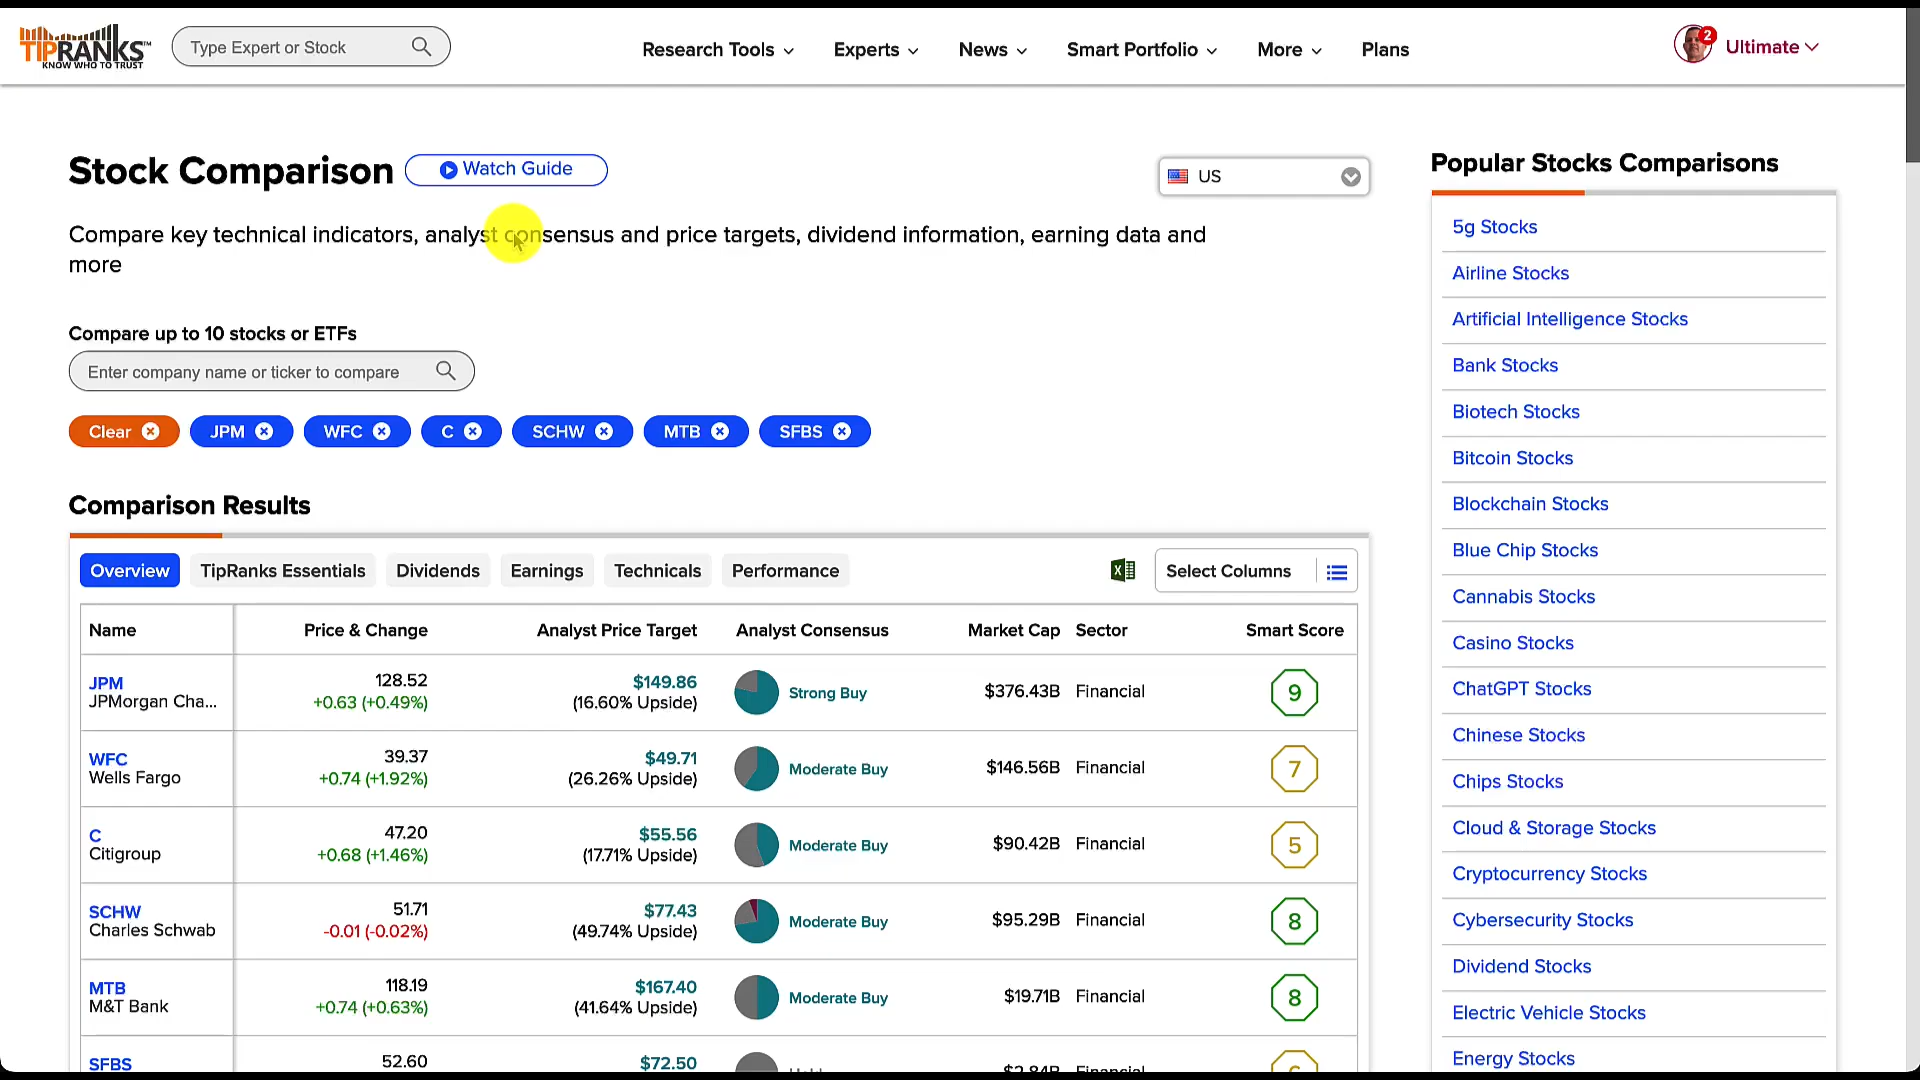 TIPRANKS
KNOW WHO TO TRUST
Type Expert or Stock
Research Tools
Experts
News
Smart Portfolio
More
Plans
2
Ultimate
Stock Comparison
Watch Guide
US
Compare key technical indicators, analyst consensus and price targets, dividend information, earning data and
more
Compare up to 10 stocks or ETFs
Enter company name or ticker to compare
Clear
JPM
WFC
C
SCHW
MTB
SFBS
Comparison Results
Overview
TipRanks Essentials
Dividends
Earnings
Technicals
Performance
Select Columns
Name
Price & Change
Analyst Price Target
Analyst Consensus
Market Cap
Sector
Smart Score
JPM
JPMorgan Cha...
128.52
+0.63 (+0.49%)
$149.86
(16.60% Upside)
Strong Buy
$376.43B
Financial
9
WFC
Wells Fargo
39.37
+0.74 (+1.92%)
$49.71
(26.26% Upside)
Moderate Buy
$146.56B
Financial
7
C
Citigroup
47.20
+0.68 (+1.46%)
$55.56
(17.71% Upside)
Moderate Buy
$90.42B
Financial
5
SCHW
Charles Schwab
51.71
-0.01 (-0.02%)
$77.43
(49.74% Upside)
Moderate Buy
$95.29B
Financial
8
MTB
M&T Bank
118.19
+0.74 (+0.63%)
$167.40
(41.64% Upside)
Moderate Buy
$19.71B
Financial
8
SFBS
52.60
$72.50
Financial
Popular Stocks Comparisons
5g Stocks
Airline Stocks
Artificial Intelligence Stocks
Bank Stocks
Biotech Stocks
Bitcoin Stocks
Blockchain Stocks
Blue Chip Stocks
Cannabis Stocks
Casino Stocks
ChatGPT Stocks
Chinese Stocks
Chips Stocks
Cloud & Storage Stocks
Cryptocurrency Stocks
Cybersecurity Stocks
Dividend Stocks
Electric Vehicle Stocks
Energy Stocks